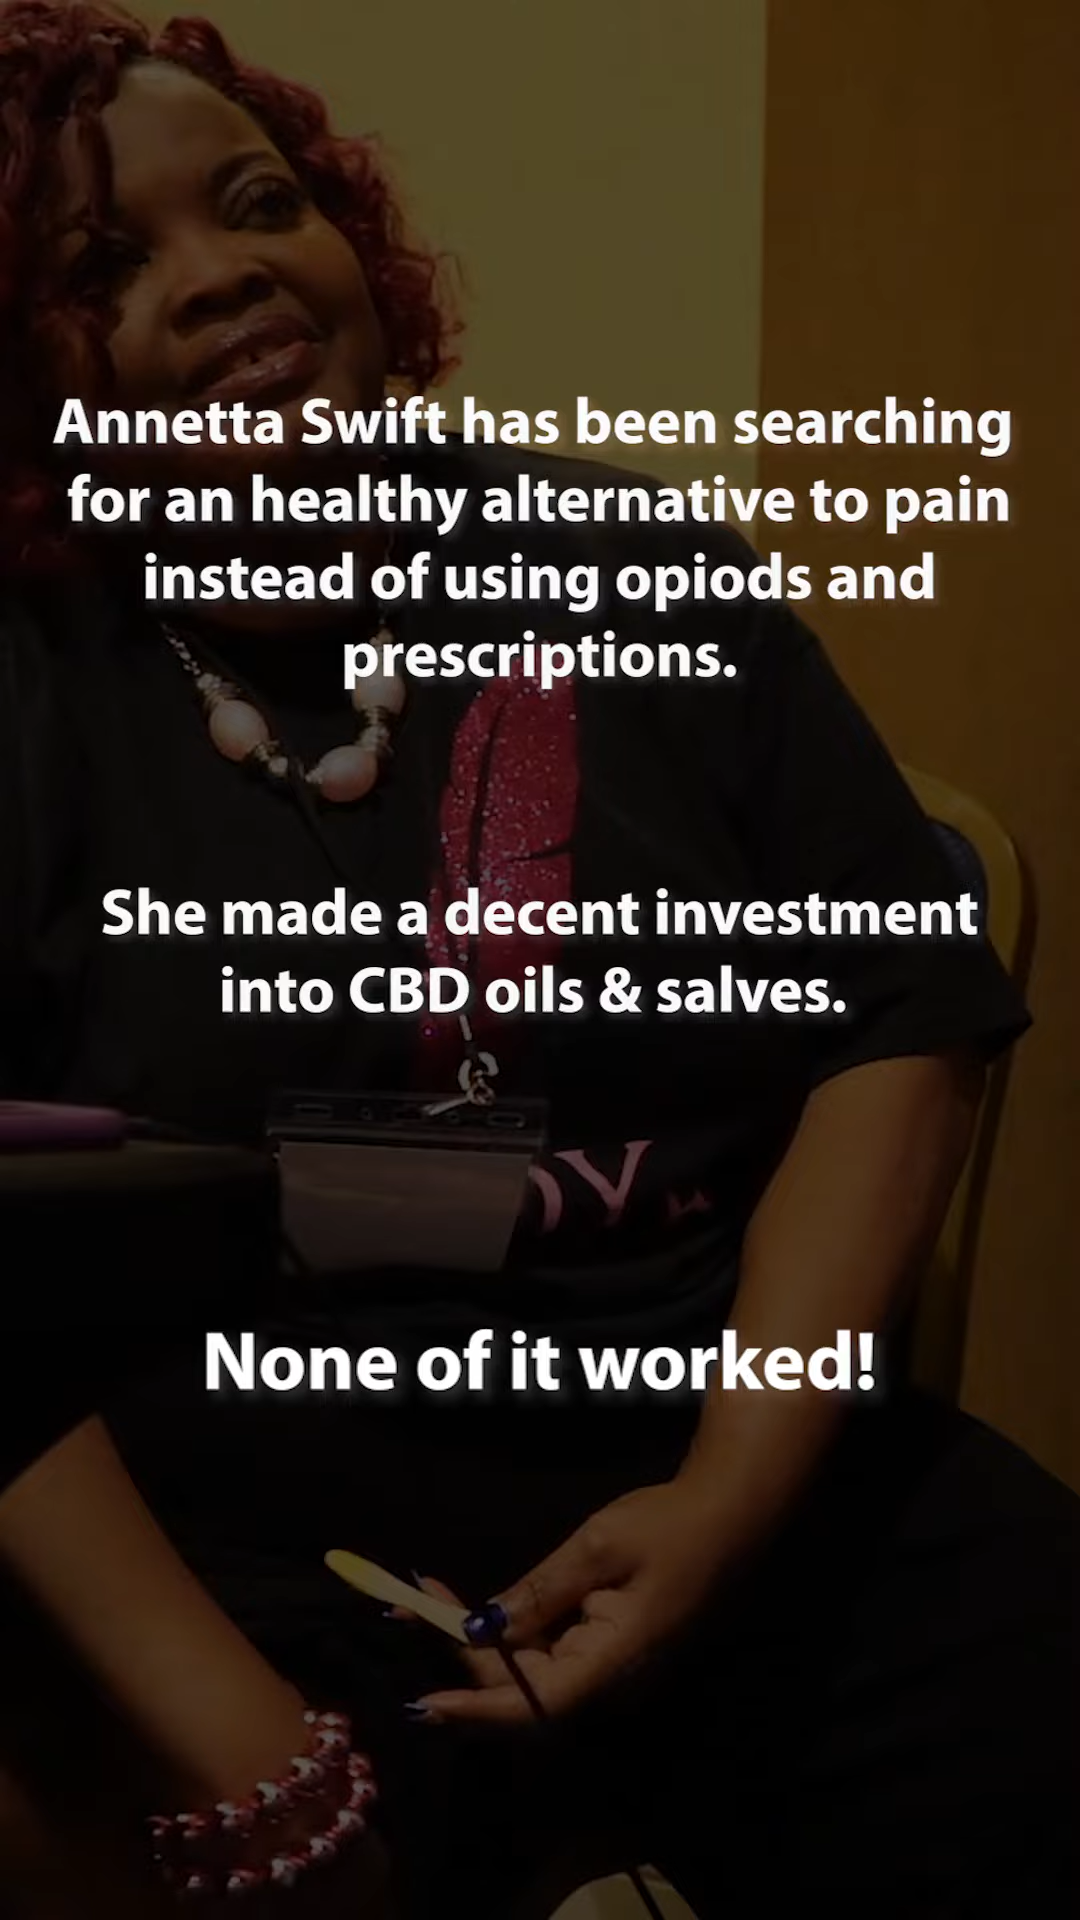 Annetta Swift has been searching
for an healthy alternative to pain
instead of using opiods and
prescriptions.
She made a decent investment
into CBD oils & salves.
None of it worked!